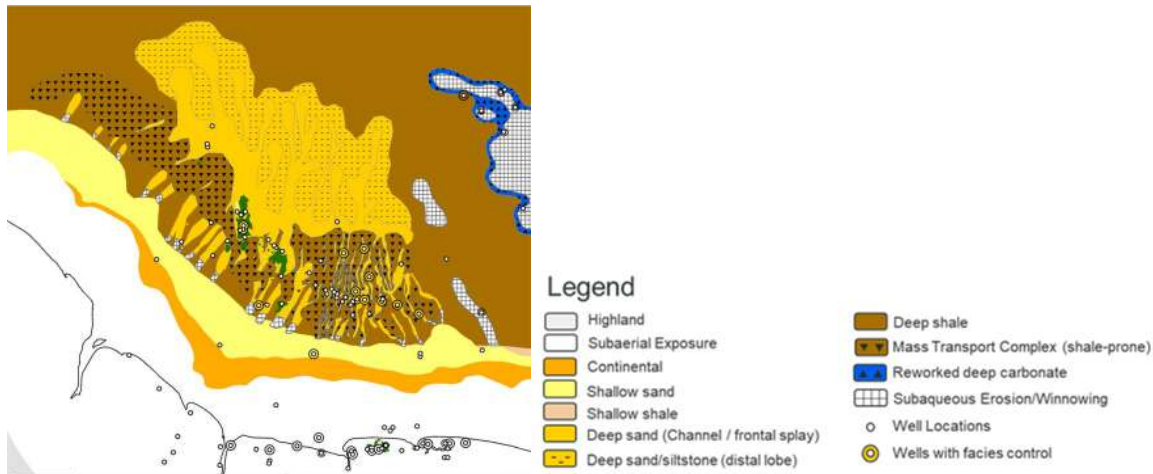 Legend
Highland
Subaerial Exposure
Continental
Shallow sand
Shallow shale
Deep sand (Channel / frontal splay)
Deep sand/siltstone (distal lobe)
Deep shale
Mass Transport Complex (shale-prone)
Reworked deep carbonate
Subaqueous Erosion/Winnowing
Well Locations
Wells with facies control